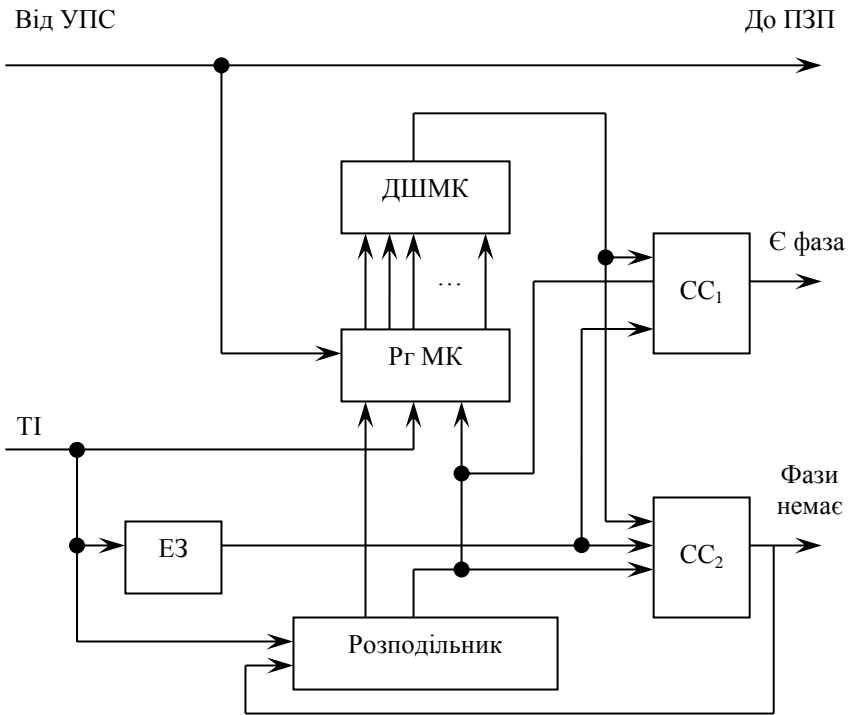 Від УПС
До ПЗП
ДШМК
Є фаза
СС₁
...
Рг МК
ТІ
Фази
немає
ЕЗ
СС₂
Розподільник